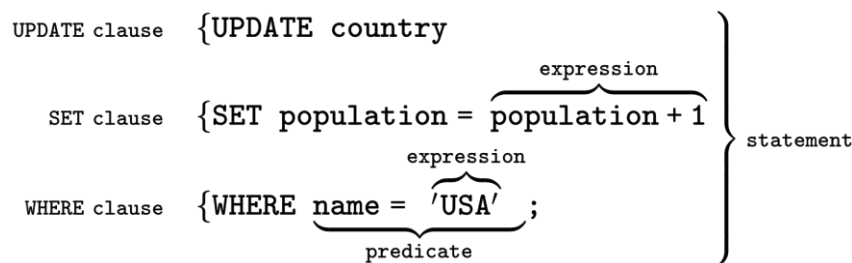 UPDATE clause {UPDATE country
expression
SET clause {SET population = population + 1
statement
expression
WHERE clause {WHERE name = 'USA' ;
predicate